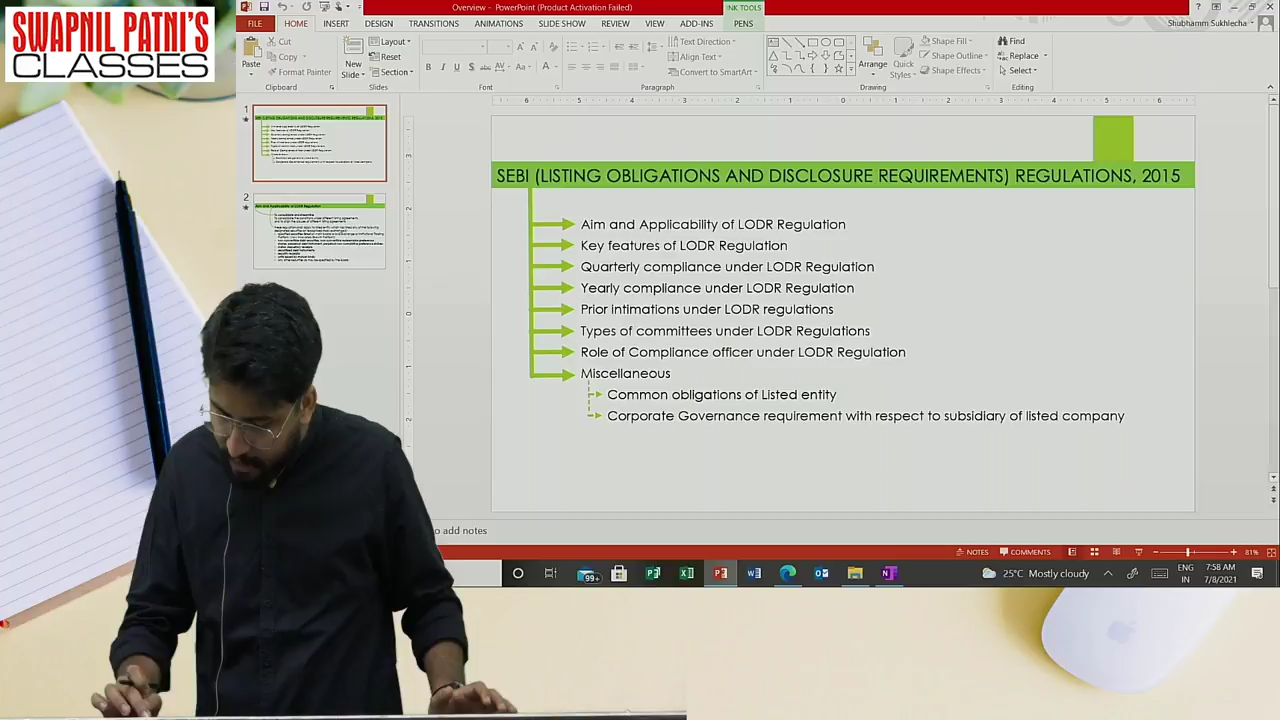 SWAPNIL PATNI'S
CLASSES
Overview - PowerPoint (Product Activation Failed)
INK TOOLS
FILE HOME INSERT DESIGN TRANSITIONS ANIMATIONS SLIDE SHOW REVIEW VIEW ADD-INS PENS
Shubhamm Sukhlecha
Paste
Cut
Copy
Format Painter
Clipboard
New Slide
Layout
Reset
Section
Slides
Font
Text Direction
Align Text
Convert to SmartArt
Paragraph
Arrange
Quick Styles
Shape Fill
Shape Outline
Shape Effects
Drawing
Find
Replace
Select
Editing
1
2
SEBI (LISTING OBLIGATIONS AND DISCLOSURE REQUIREMENTS) REGULATIONS, 2015
Aim and Applicability of LODR Regulation
Key features of LODR Regulation
Quarterly compliance under LODR Regulation
Yearly compliance under LODR Regulation
Prior intimations under LODR regulations
Types of committees under LODR Regulations
Role of Compliance officer under LODR Regulation
Miscellaneous
Common obligations of Listed entity
Corporate Governance requirement with respect to subsidiary of listed company
to add notes
NOTES COMMENTS 81%
99+
25°C Mostly cloudy
ENG
IN
7:58 AM
7/8/2021